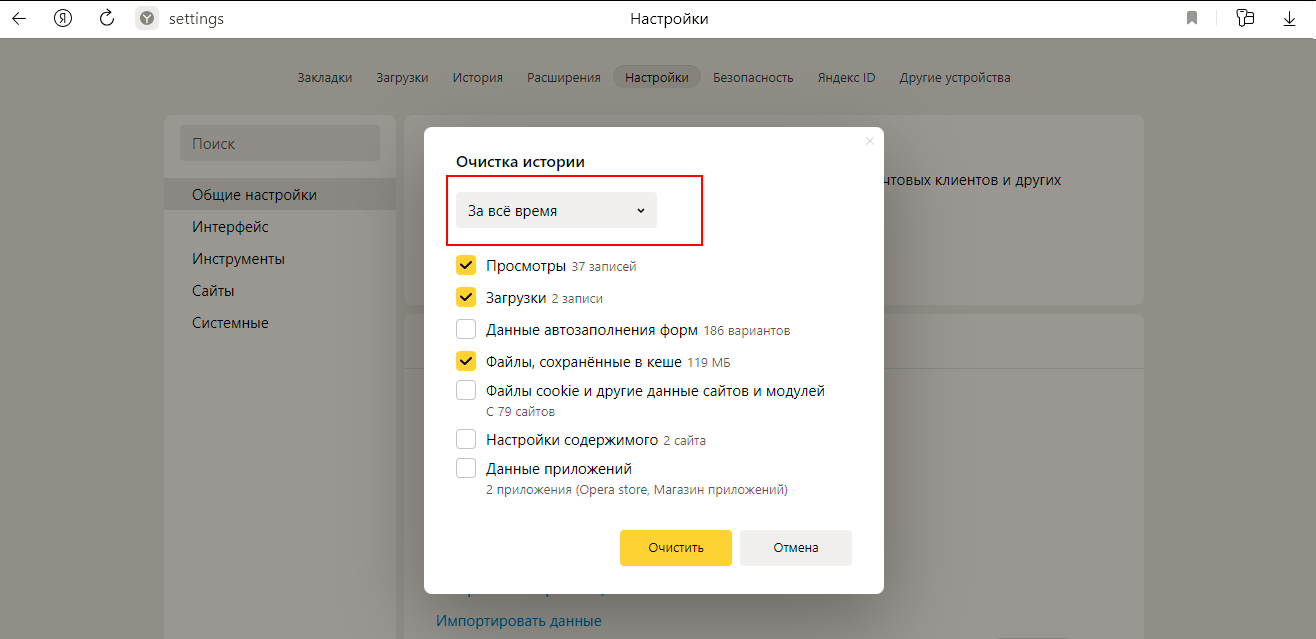 settings
Настройки
Закладки Загрузки История Расширения Настройки Безопасность Яндекс ID Другие устройства
Поиск
Общие настройки
Интерфейс
Инструменты
Сайты
Системные
чтовых клиентов и других
Очистка истории
За всё время
Просмотры 37 записей
Загрузки 2 записи
Данные автозаполнения форм 186 вариантов
Файлы, сохранённые в кеше 119 МБ
Файлы cookie и другие данные сайтов и модулей
С 79 сайтов
Настройки содержимого 2 сайта
Данные приложений
2 приложения (Opera store, Магазин приложений)
Очистить Отмена
Импортировать данные